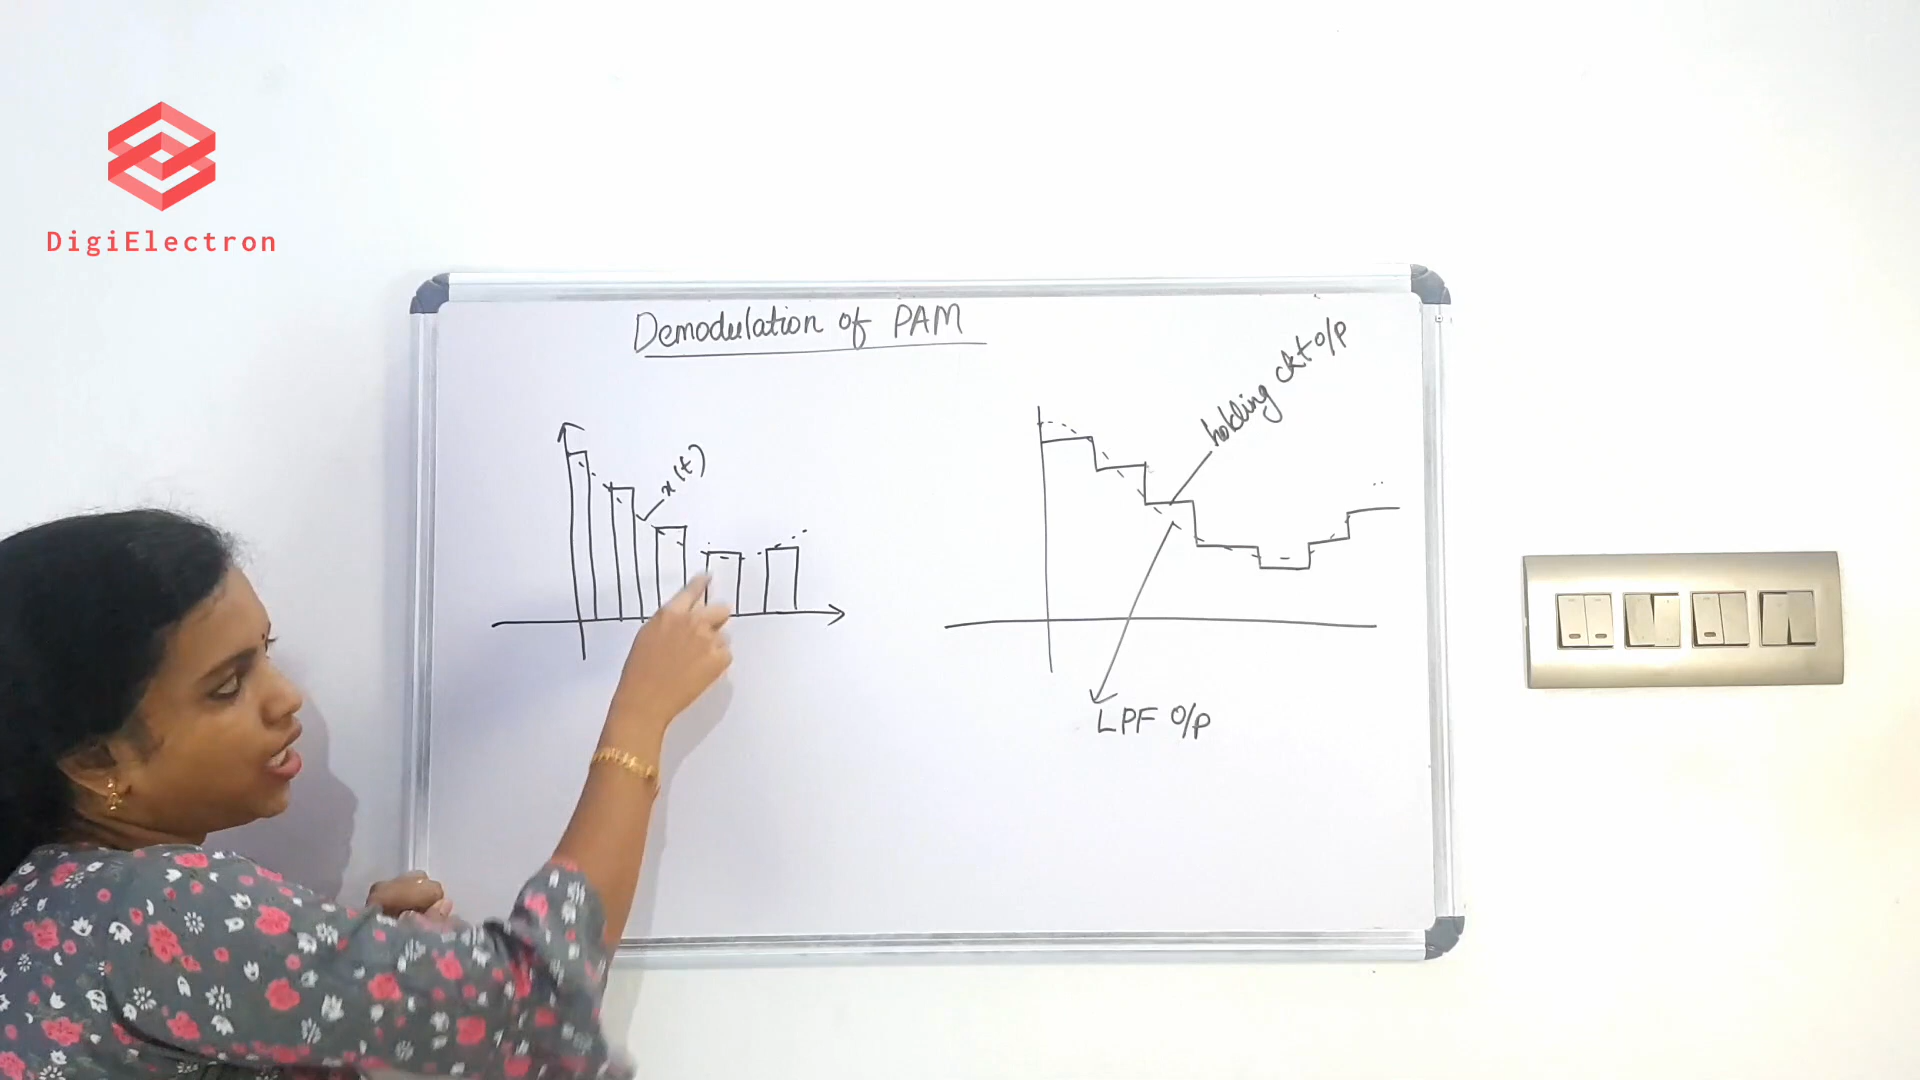 DigiElectron
Demodulation of PAM
x(t)
holding ckt o/p
LPF O/P